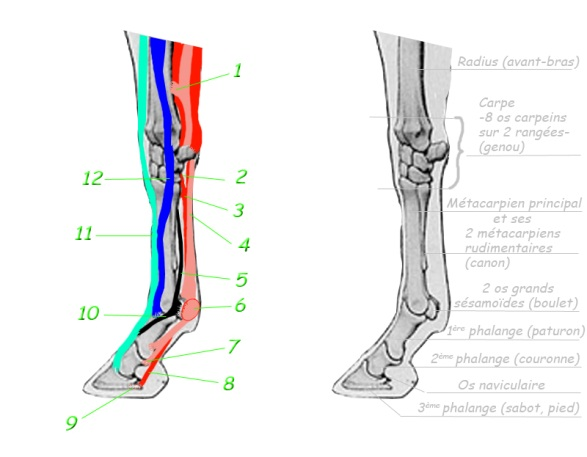 1
2
12
3
11
4
5
10
6
7
8
9
Radius (avant-bras)
Carpe
-8 os carpeins
sur 2 rangées-
(genou)
Métacarpien principal
et ses
2 métacarpiens
rudimentaires
(canon)
2 os grands
sésamoïdes (boulet)
1ère phalange (paturon)
2ème phalange (couronne)
Os naviculaire
3ème phalange (sabot, pied)